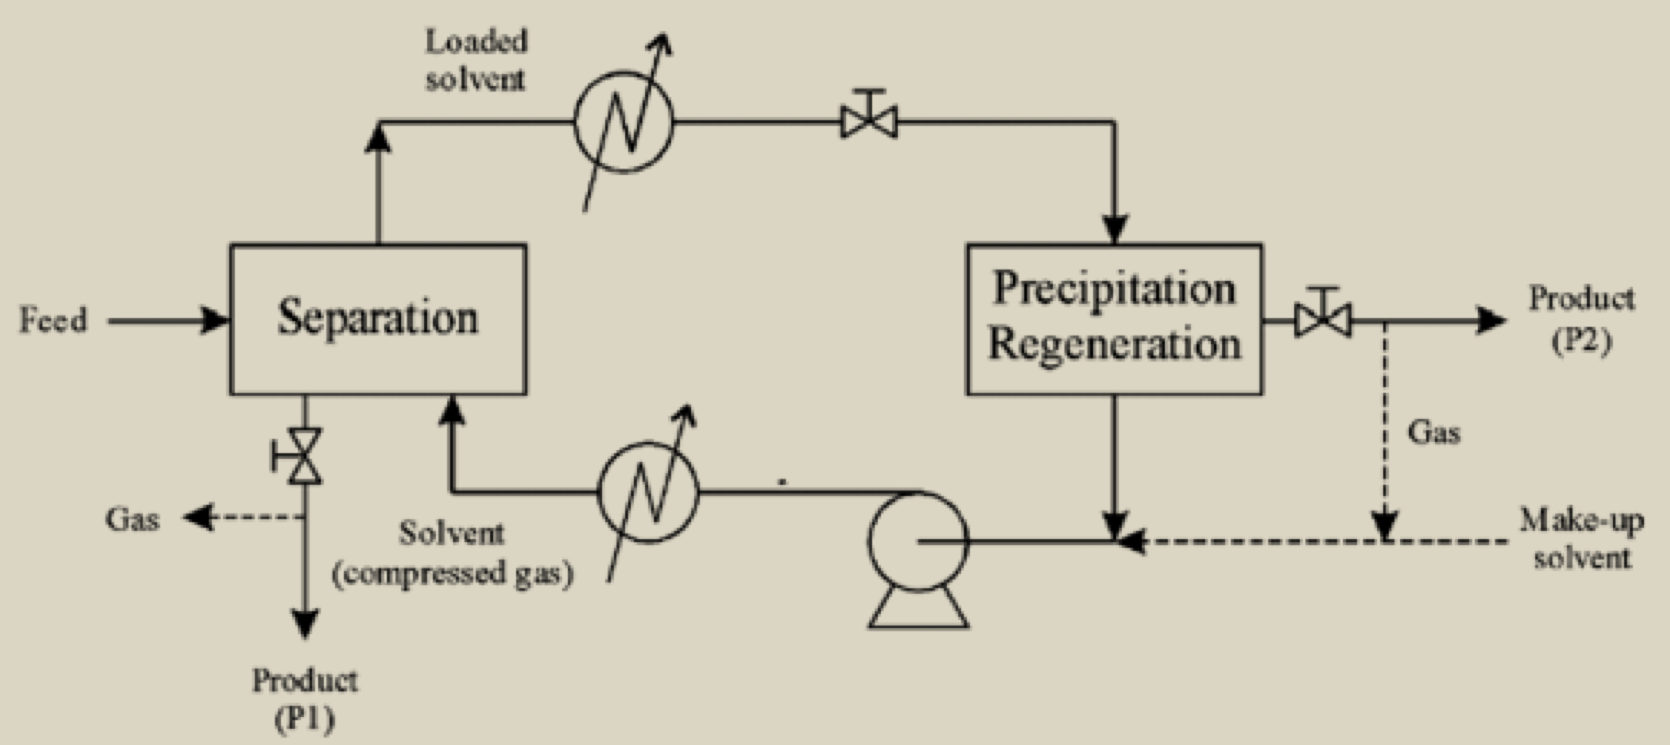 Loaded
solvent
Feed
Separation
Precipitation
Regeneration
Product
(P2)
Gas
Gas
Solvent
(compressed gas)
Make-up
solvent
Product
(P1)